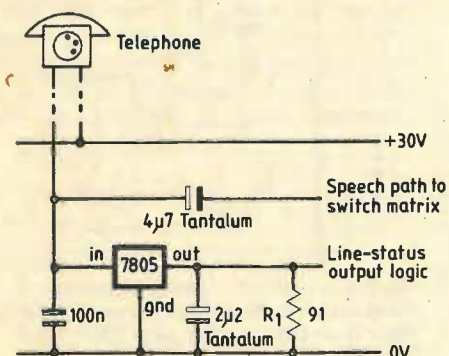 Telephone
+30V
Speech path to
switch matrix
4µ7 Tantalum
in
7805
out
Line-status
output logic
100n
gnd
2µ2
Tantalum
R1
91
0V